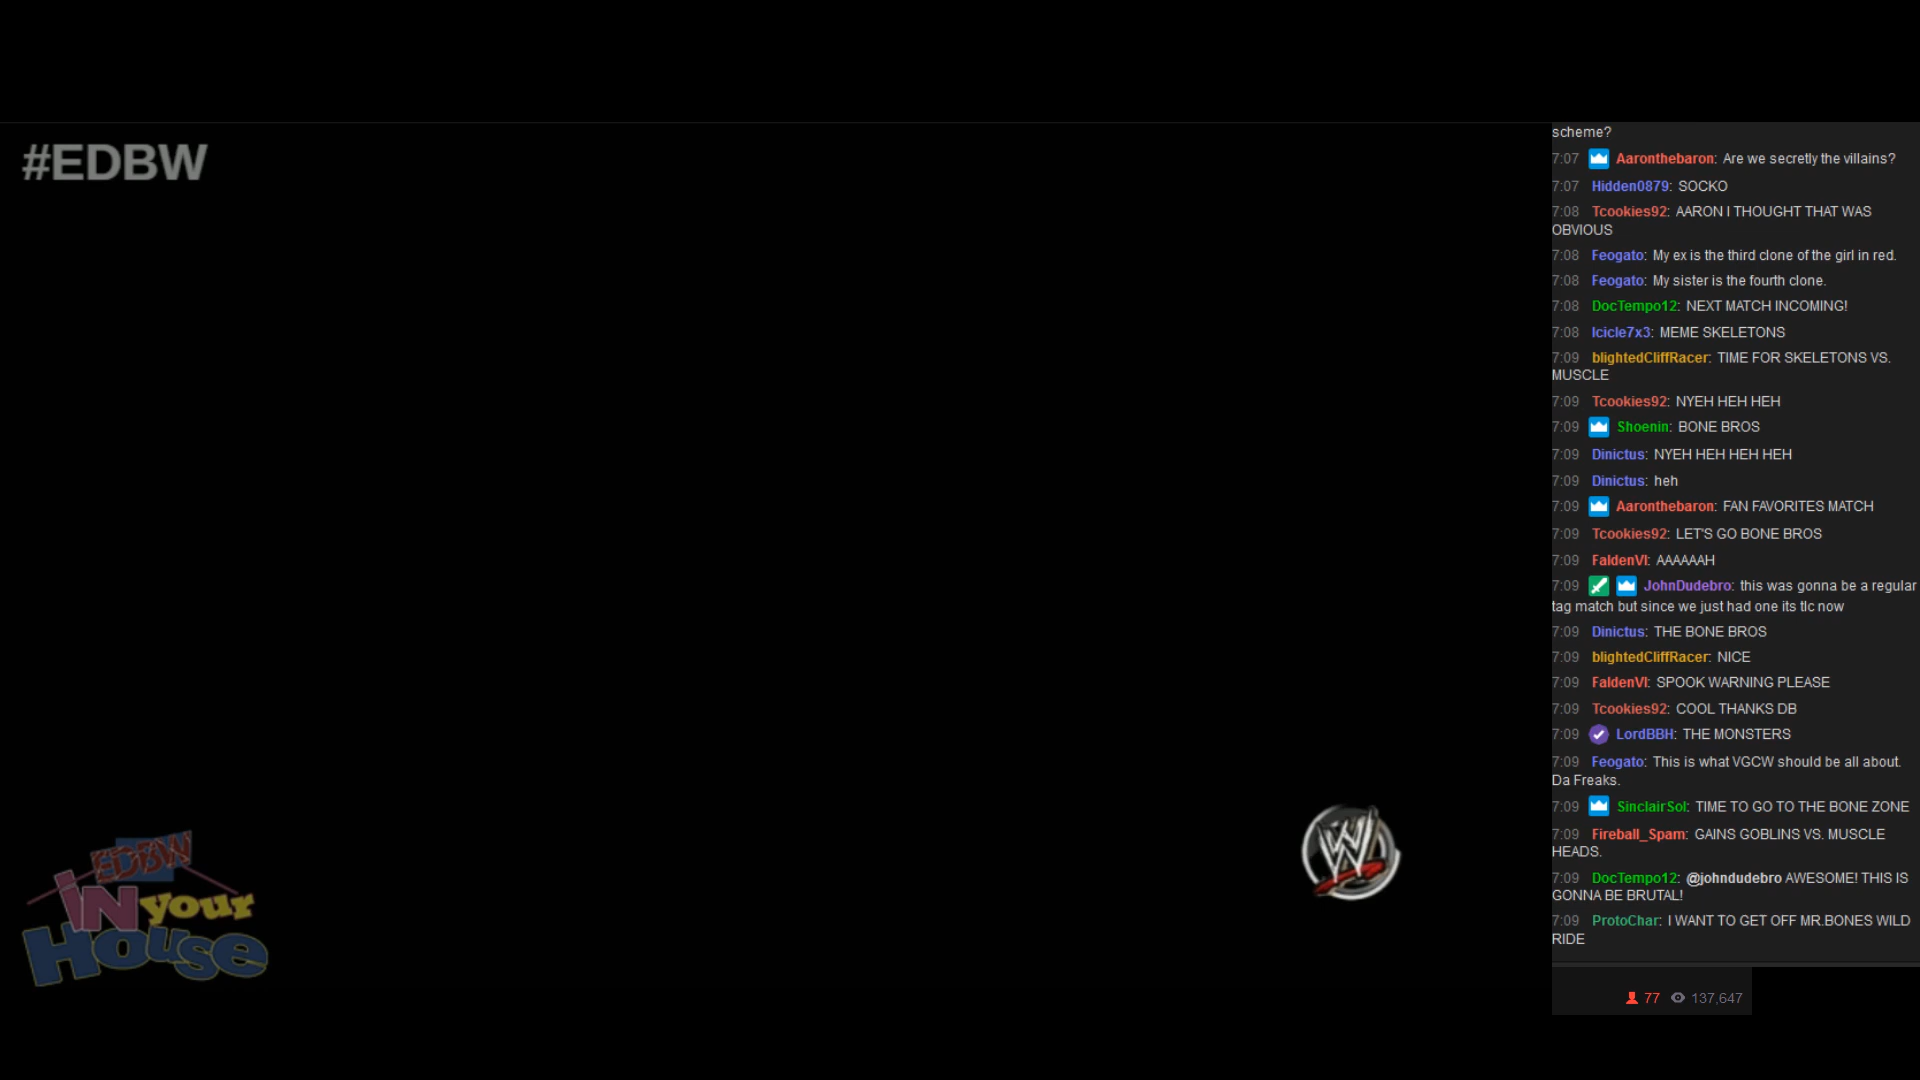 #EDBW
EDBW
iN your
House
W
scheme?
7:07 Aaronthebaron: Are we secretly the villains?
7:07 Hidden0879: SOCKO
7:08 Tcookies92: AARON I THOUGHT THAT WAS
OBVIOUS
7:08 Feogato: My ex is the third clone of the girl in red.
7:08 Feogato: My sister is the fourth clone.
7:08 DocTempo12: NEXT MATCH INCOMING!
7:08 Icicle7x3: MEME SKELETONS
7:09 blightedCliffRacer: TIME FOR SKELETONS VS.
MUSCLE
7:09 Tcookies92: NYEH HEH HEH
7:09 Shoenin: BONE BROS
7:09 Dinictus: NYEH HEH HEH HEH
7:09 Dinictus: heh
7:09 Aaronthebaron: FAN FAVORITES MATCH
7:09 Tcookies92: LET'S GO BONE BROS
7:09 FaldenVI: AAAAAAH
7:09 JohnDudebro: this was gonna be a regular
tag match but since we just had one its tlc now
7:09 Dinictus: THE BONE BROS
7:09 blightedCliffRacer: NICE
7:09 FaldenVI: SPOOK WARNING PLEASE
7:09 Tcookies92: COOL THANKS DB
7:09 LordBBH: THE MONSTERS
7:09 Feogato: This is what VGCW should be all about.
Da Freaks.
7:09 SinclairSol: TIME TO GO TO THE BONE ZONE
7:09 Fireball_Spam: GAINS GOBLINS VS. MUSCLE
HEADS.
7:09 DocTempo12: @johndudebro AWESOME! THIS IS
GONNA BE BRUTAL!
7:09 ProtoChar: I WANT TO GET OFF MR.BONES WILD
RIDE
77 137,647